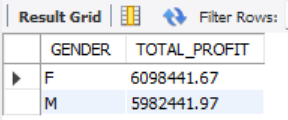 Result Grid Filter Rows:
GENDER TOTAL_PROFIT
F 6098441.67
M 5982441.97